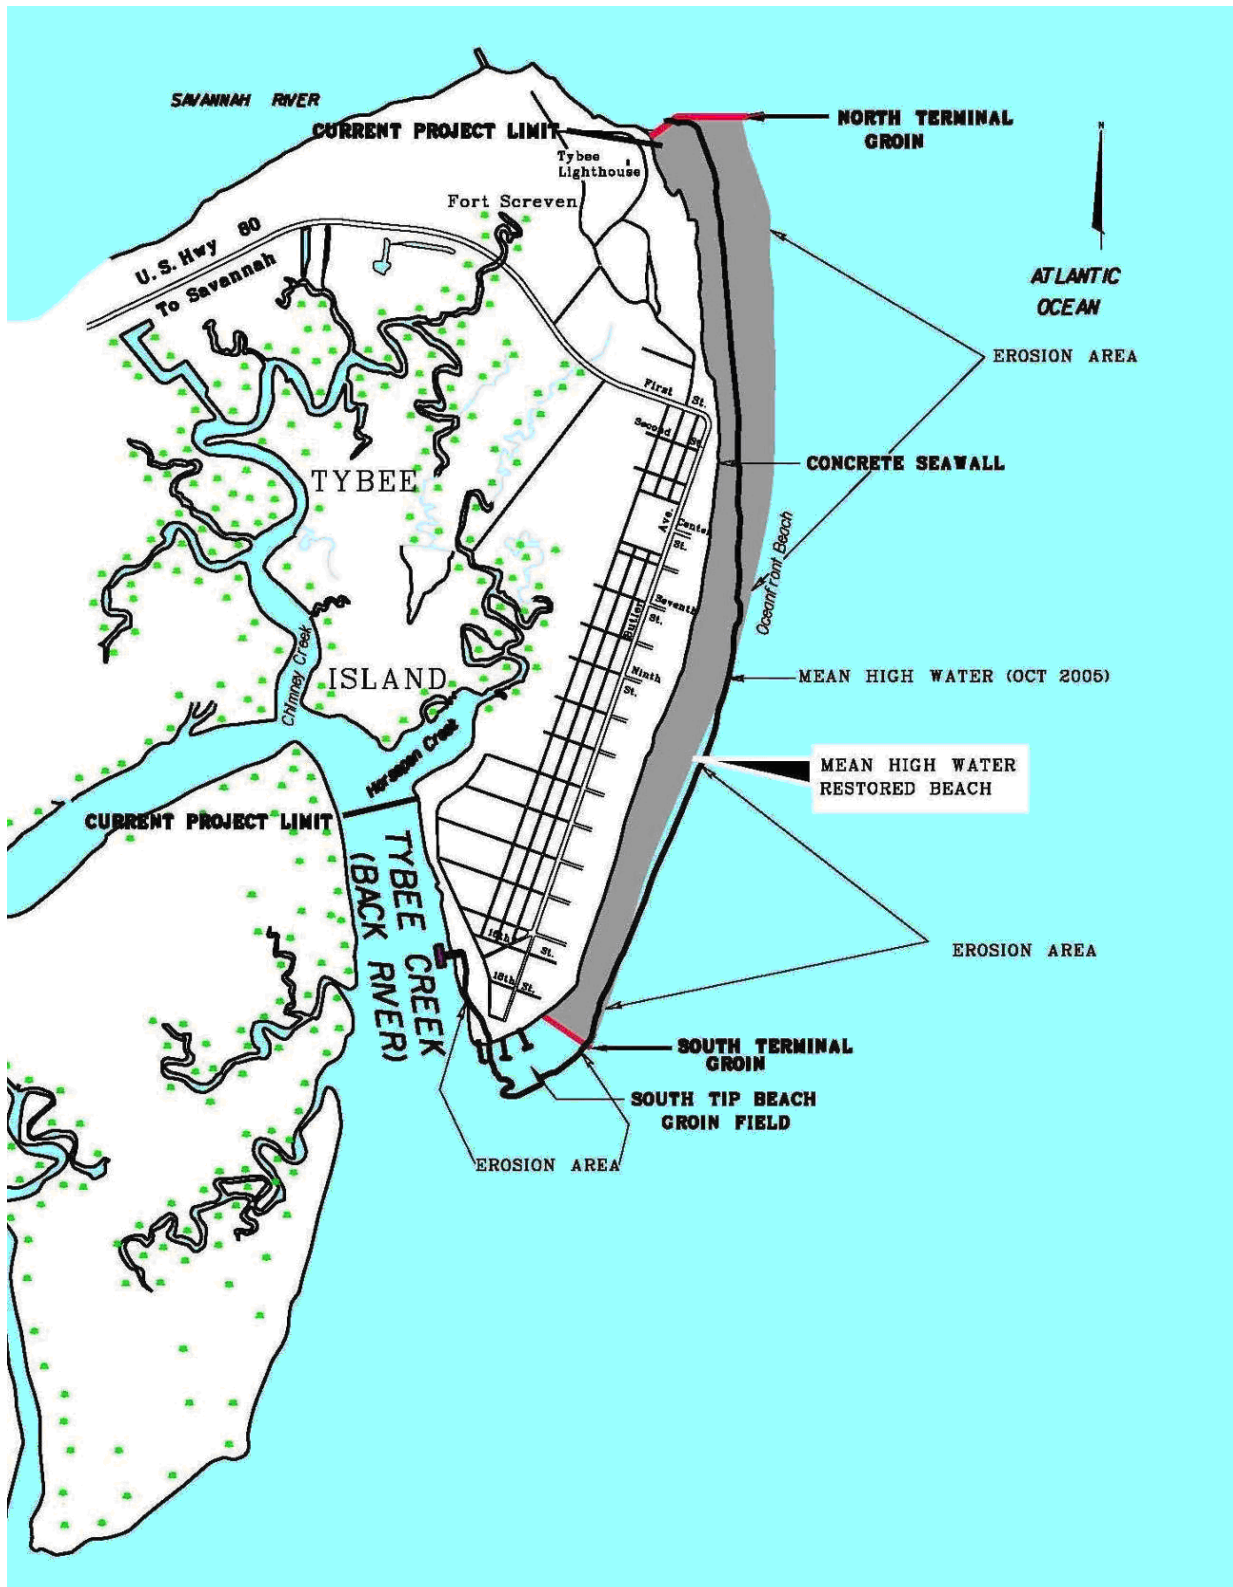 SAVANNAH RIVER
CURRENT PROJECT LIMIT
NORTH TERMINAL
GROIN
N
Tybee
Lighthouse
Fort Screven
U.S. Hwy 80
To Savannah
ATLANTIC
OCEAN
EROSION AREA
First St.
Second St.
CONCRETE SEAWALL
TYBEE
ISLAND
Ave.
Butler
Center
St.
Oceanfront Beach
Seventh
St.
Ninth
St.
Chimney Creek
MEAN HIGH WATER (OCT 2005)
MEAN HIGH WATER
RESTORED BEACH
CURRENT PROJECT LIMIT
TYBEE CREEK
(BACK RIVER)
EROSION AREA
St.
18th St.
SOUTH TERMINAL
GROIN
SOUTH TIP BEACH
GROIN FIELD
EROSION AREA